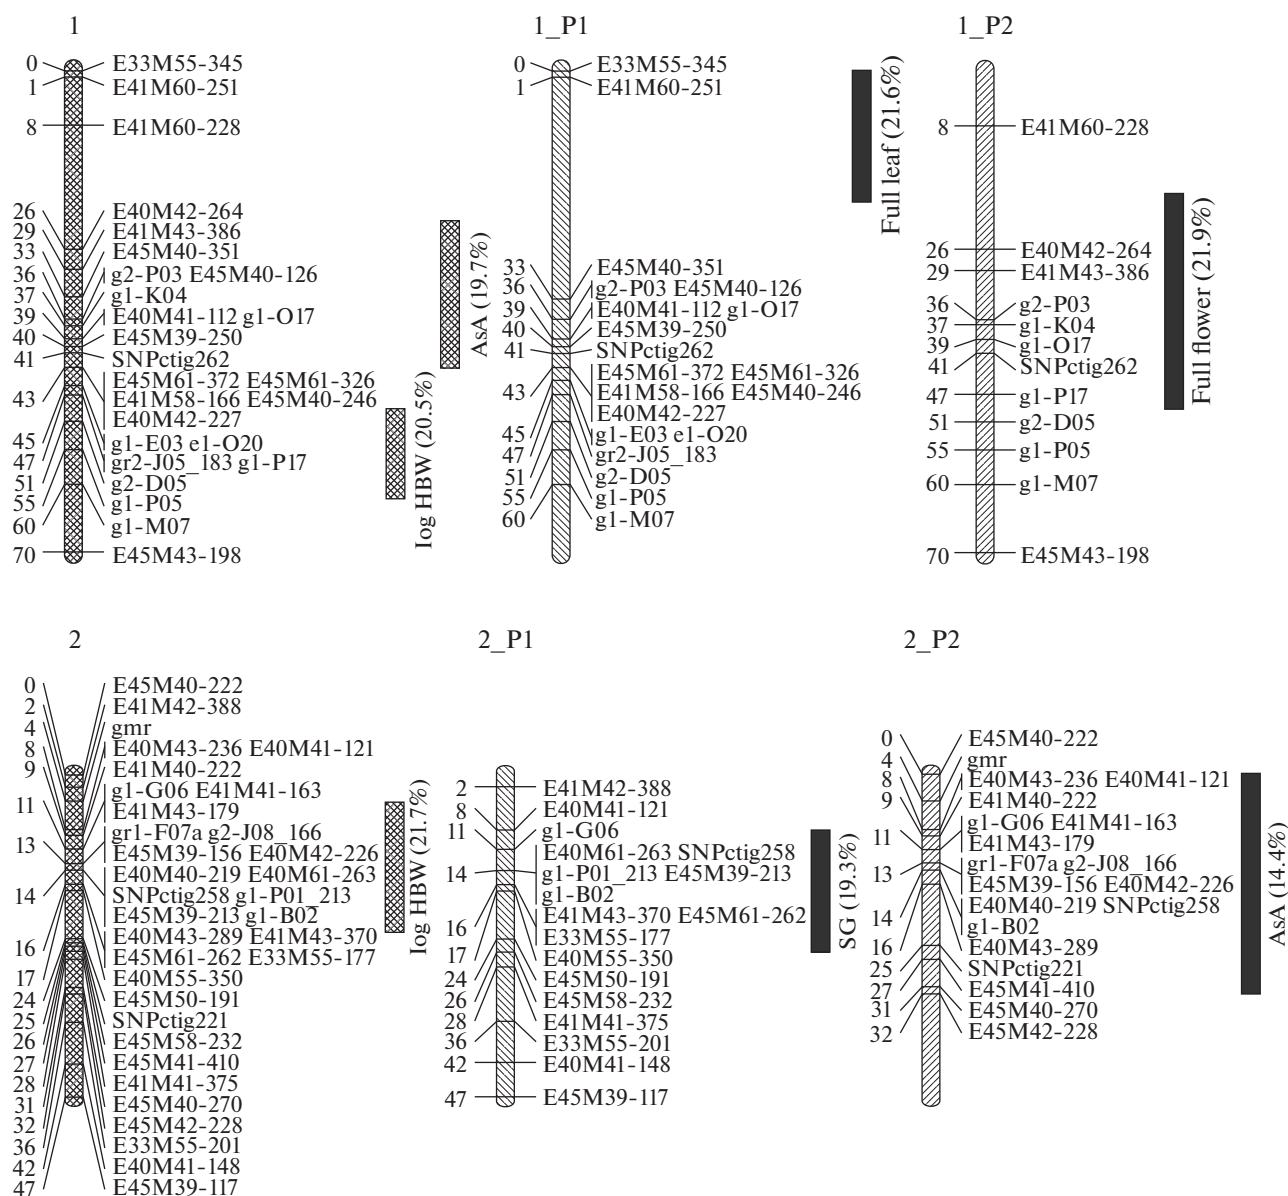 1
0 E33M55-345
1 E41M60-251
8 E41M60-228
26 E40M42-264
29 E41M43-386
33 E45M40-351
36 g2-P03 E45M40-126
37 g1-K04
39 E40M41-112 g1-O17
40 E45M39-250
41 SNPctig262
E45M61-372 E45M61-326
43 E41M58-166 E45M40-246
E40M42-227
45 g1-E03 e1-O20
47 gr2-J05_183 g1-P17
51 g2-D05
55 g1-P05
60 g1-M07
70 E45M43-198
log HBW (20.5%)
AsA (19.7%)
1_P1
0 E33M55-345
1 E41M60-251
33 E45M40-351
36 g2-P03 E45M40-126
39 E40M41-112 g1-O17
40 E45M39-250
41 SNPctig262
E45M61-372 E45M61-326
43 E41M58-166 E45M40-246
E40M42-227
45 g1-E03 e1-O20
47 gr2-J05_183
51 g2-D05
55 g1-P05
60 g1-M07
Full leaf (21.6%)
1_P2
8 E41M60-228
26 E40M42-264
29 E41M43-386
36 g2-P03
37 g1-K04
39 g1-O17
41 SNPctig262
47 g1-P17
51 g2-D05
55 g1-P05
60 g1-M07
70 E45M43-198
Full flower (21.9%)
2
0 E45M40-222
2 E41M42-388
4 gmr
8 E40M43-236 E40M41-121
9 E41M40-222
g1-G06 E41M41-163
11 E41M43-179
gr1-F07a g2-J08_166
13 E45M39-156 E40M42-226
E40M40-219 E40M61-263
14 SNPctig258 g1-P01_213
E45M39-213 g1-B02
E40M43-289 E41M43-370
16 E45M61-262 E33M55-177
17 E40M55-350
24 E45M50-191
25 SNPctig221
26 E45M58-232
27 E45M41-410
28 E41M41-375
31 E45M40-270
32 E45M42-228
36 E33M55-201
42 E40M41-148
47 E45M39-117
log HBW (21.7%)
2_P1
2 E41M42-388
8 E40M41-121
11 g1-G06
E40M61-263 SNPctig258
14 g1-P01_213 E45M39-213
g1-B02
16 E41M43-370 E45M61-262
E33M55-177
17 E40M55-350
24 E45M50-191
26 E45M58-232
28 E41M41-375
36 E33M55-201
42 E40M41-148
47 E45M39-117
SG (19.3%)
2_P2
0 E45M40-222
4 gmr
8 E40M43-236 E40M41-121
9 E41M40-222
g1-G06 E41M41-163
11 E41M43-179
13 gr1-F07a g2-J08_166
E45M39-156 E40M42-226
14 E40M40-219 SNPctig258
g1-B02
16 E40M43-289
25 SNPctig221
27 E45M41-410
31 E45M40-270
32 E45M42-228
AsA (14.4%)